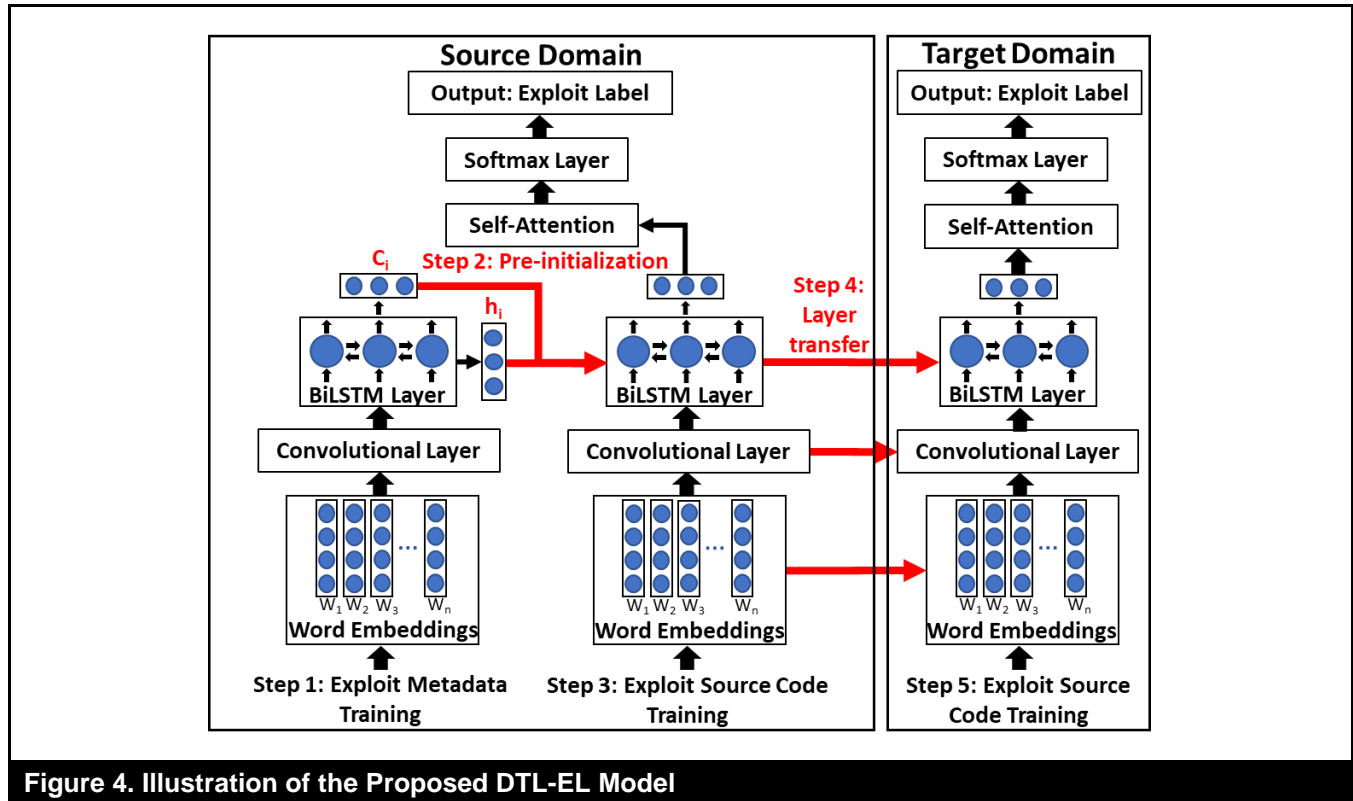 Source Domain
Output: Exploit Label
Softmax Layer
Self-Attention
Ci
Step 2: Pre-initialization
hi
BiLSTM Layer
Convolutional Layer
W1 W2 W3 ... Wn
Word Embeddings
Step 1: Exploit Metadata
Training
BiLSTM Layer
Convolutional Layer
W1 W2 W3 ... Wn
Word Embeddings
Step 3: Exploit Source Code
Training
Step 4:
Layer
transfer
Target Domain
Output: Exploit Label
Softmax Layer
Self-Attention
BiLSTM Layer
Convolutional Layer
W1 W2 W3 ... Wn
Word Embeddings
Step 5: Exploit Source
Code Training
Figure 4. Illustration of the Proposed DTL-EL Model